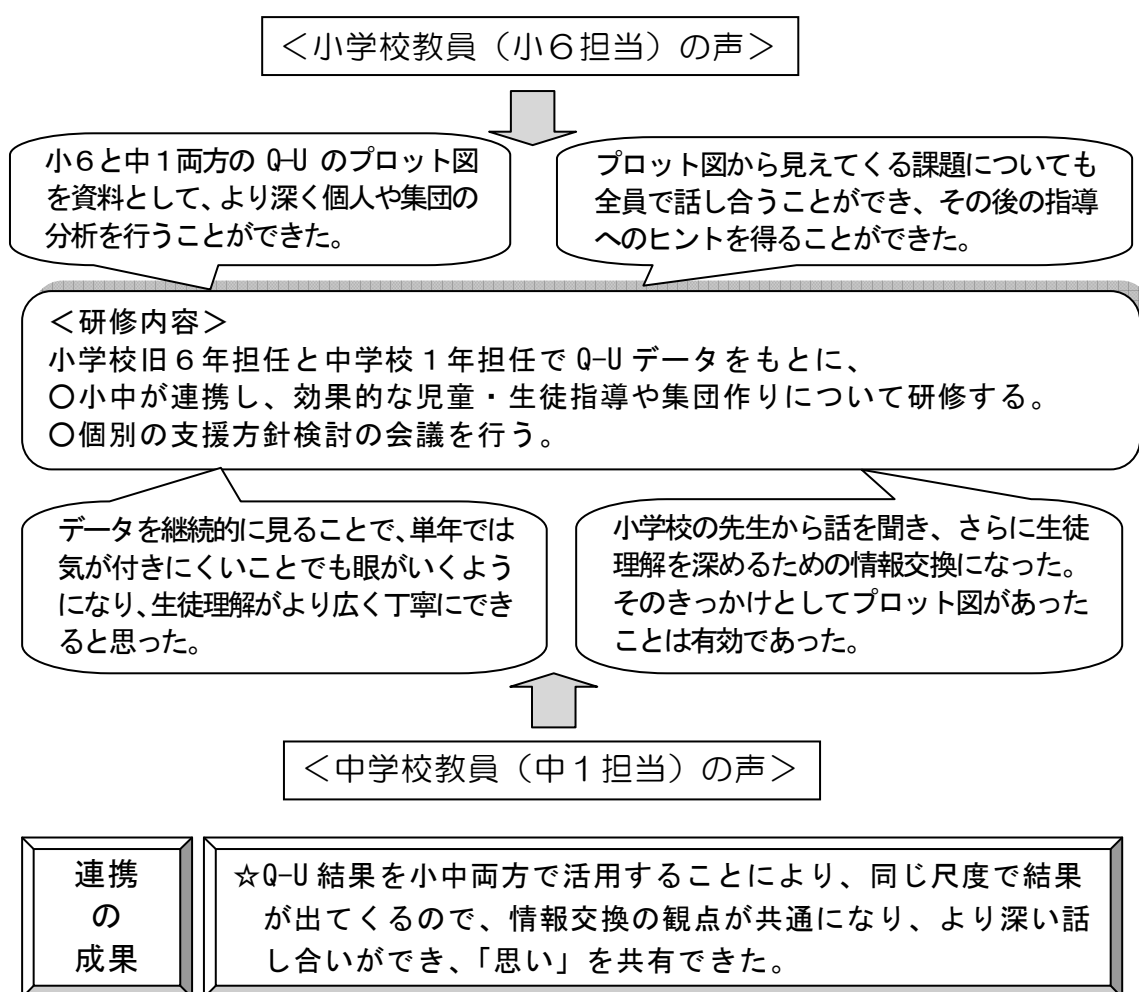 ＜小学校教員（小６担当）の声＞
小６と中１両方の Q-U のプロット図
を資料として、より深く個人や集団の
分析を行うことができた。
プロット図から見えてくる課題についても
全員で話し合うことができ、その後の指導
へのヒントを得ることができた。
＜研修内容＞
小学校旧６年担任と中学校１年担任で Q-U データをもとに、
○小中が連携し、効果的な児童・生徒指導や集団作りについて研修する。
○個別の支援方針検討の会議を行う。
データを継続的に見ることで、単年では
気が付きにくいことでも眼がいくよう
になり、生徒理解がより広く丁寧にでき
ると思った。
小学校の先生から話を聞き、さらに生徒
理解を深めるための情報交換になった。
そのきっかけとしてプロット図があった
ことは有効であった。
＜中学校教員（中１担当）の声＞
連携
の
成果
☆Q-U 結果を小中両方で活用することにより、同じ尺度で結果
が出てくるので、情報交換の観点が共通になり、より深い話
し合いができ、「思い」を共有できた。